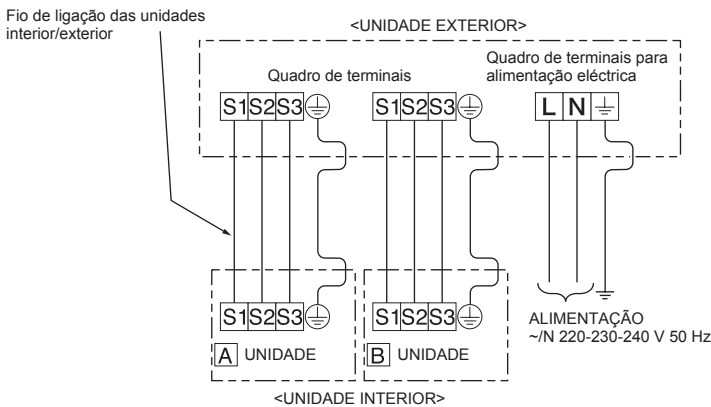 Fio de ligação das unidades
interior/exterior
<UNIDADE EXTERIOR>
Quadro de terminais
Quadro de terminais para
alimentação eléctrica
S1 S2 S3
S1 S2 S3
L N
S1 S2 S3
S1 S2 S3
A UNIDADE
B UNIDADE
ALIMENTAÇÃO
~/N 220-230-240 V 50 Hz
<UNIDADE INTERIOR>